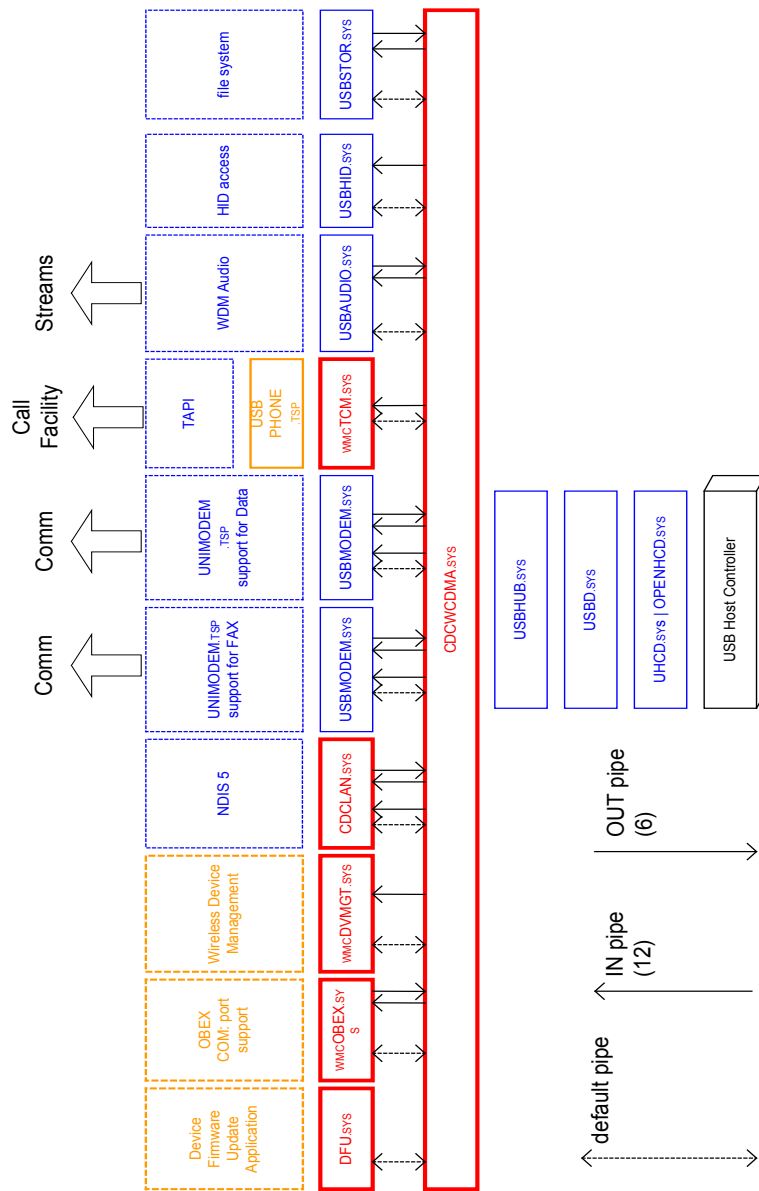 Comm
Comm
Call
Facility
Streams
Device
Firmware
Update
Application
OBEX
COM: port
support
Wireless Device
Management
NDIS 5
UNIMODEM.TSP
support for FAX
UNIMODEM
.TSP
support for Data
TAPI
USB
PHONE
.TSP
WDM Audio
HID access
file system
DFU.SYS
WMCOBEX.SY
S
WMCDVMGT.SYS
CDCLAN.SYS
USBMODEM.SYS
USBMODEM.SYS
WMCTCM.SYS
USBAUDIO.SYS
USBHID.SYS
USBSTOR.SYS
CDCWCDMA.SYS
USBHUB.SYS
USBD.SYS
UHCD.SYS | OPENHCD.SYS
USB Host Controller
default pipe
IN pipe
(12)
OUT pipe
(6)